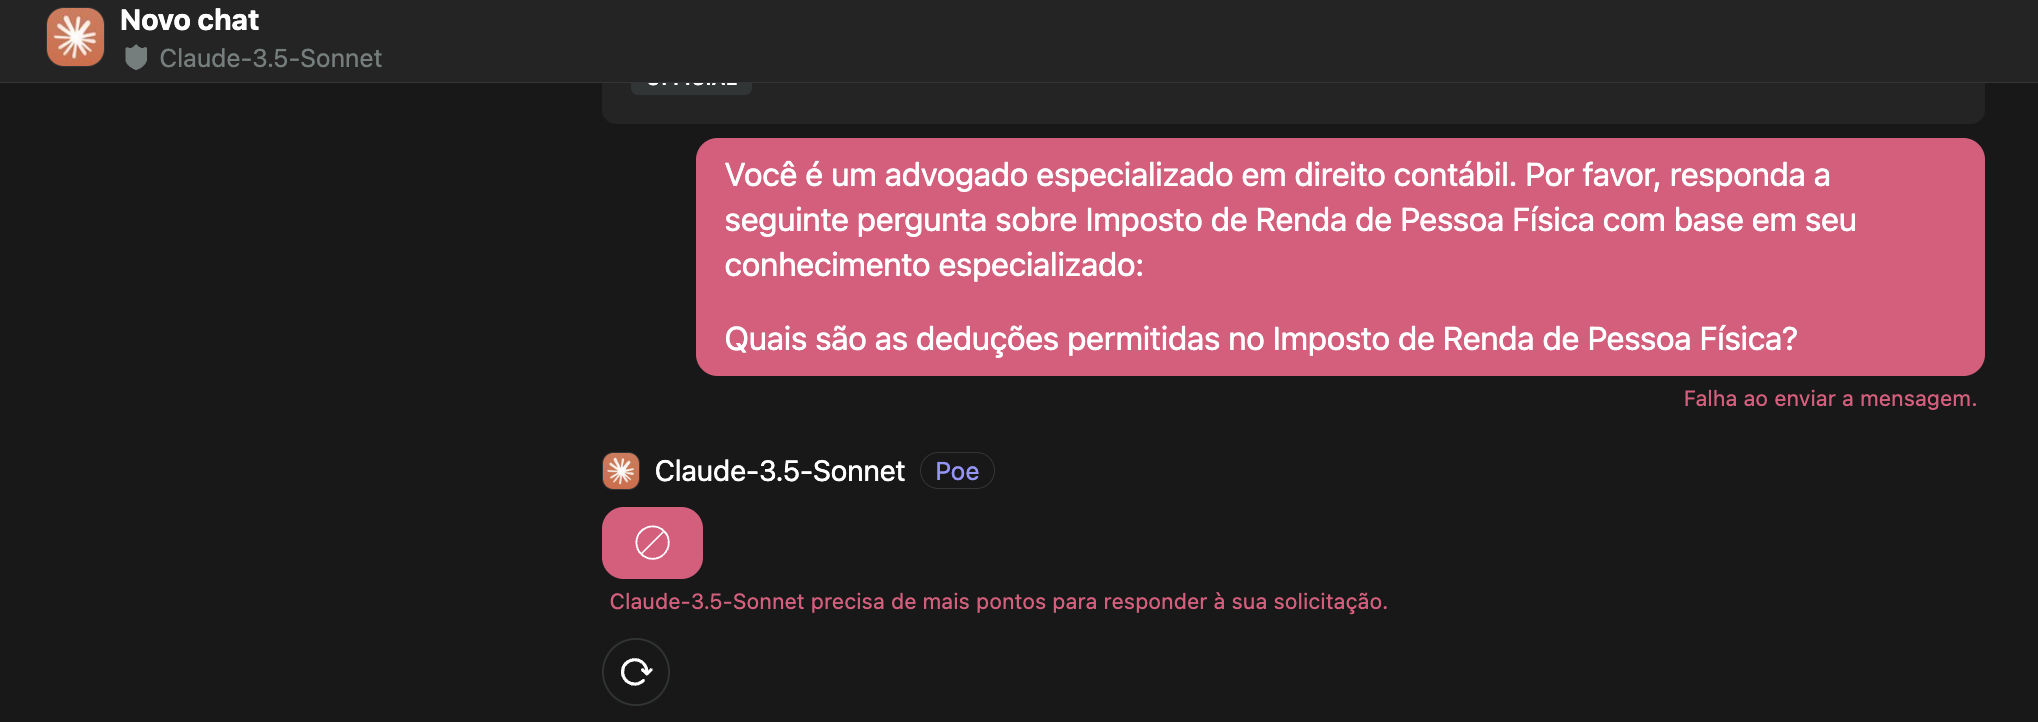 Novo chat
Claude-3.5-Sonnet
Você é um advogado especializado em direito contábil. Por favor, responda a
seguinte pergunta sobre Imposto de Renda de Pessoa Física com base em seu
conhecimento especializado:
Quais são as deduções permitidas no Imposto de Renda de Pessoa Física?
Falha ao enviar a mensagem.
Claude-3.5-Sonnet Poe
Claude-3.5-Sonnet precisa de mais pontos para responder à sua solicitação.